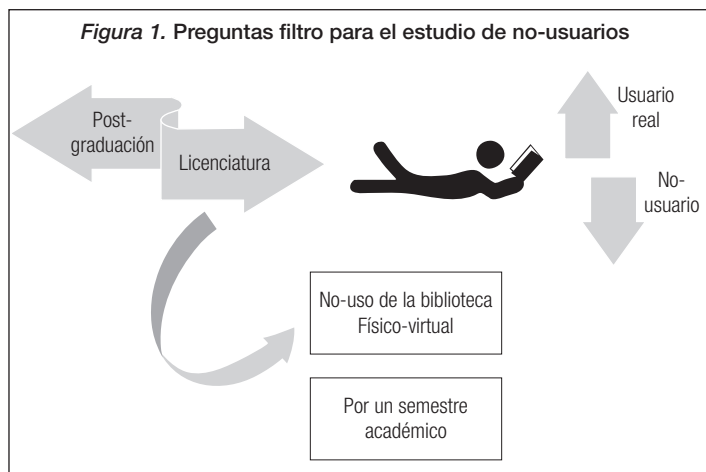 Figura 1. Preguntas filtro para el estudio de no-usuarios
Post-
graduación
Licenciatura
Usuario
real
No-
usuario
No-uso de la biblioteca
Físico-virtual
Por un semestre
académico